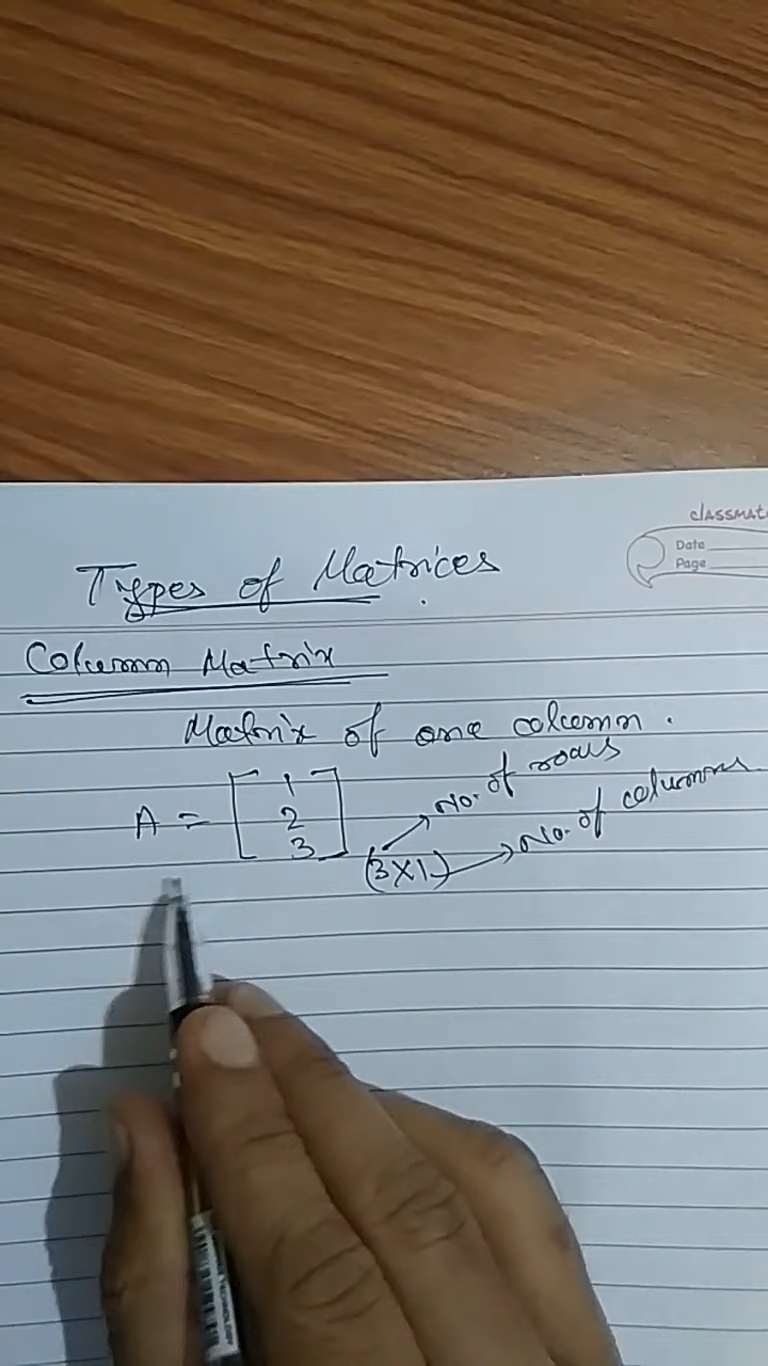 classmate
Date
Page
Types of Matrices
Column Matrix
Matrix of one column.
No. of rows
No. of columns
A = [1
2
3]
(3×1)